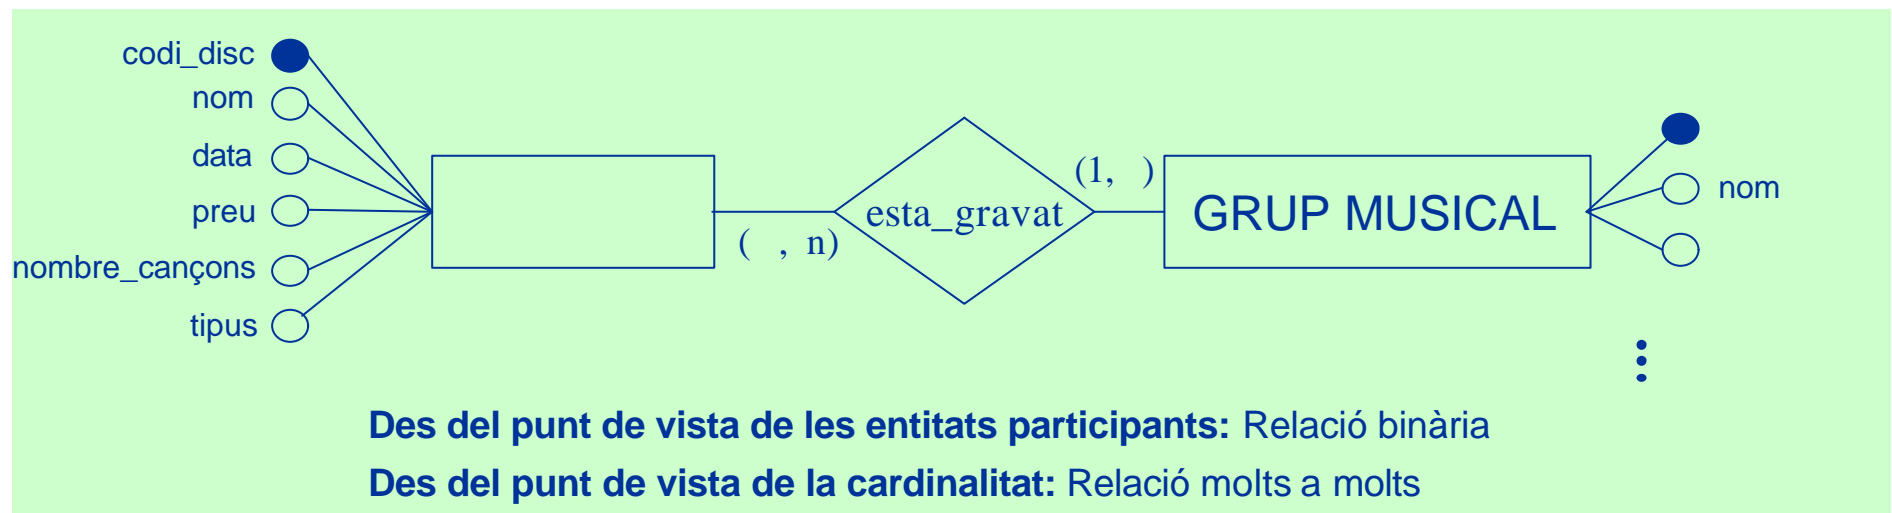 codi_disc
nom
data
preu
nombre_cançons
tipus
( , n)
esta_gravat
(1, )
GRUP MUSICAL
nom
Des del punt de vista de les entitats participants: Relació binària
Des del punt de vista de la cardinalitat: Relació molts a molts